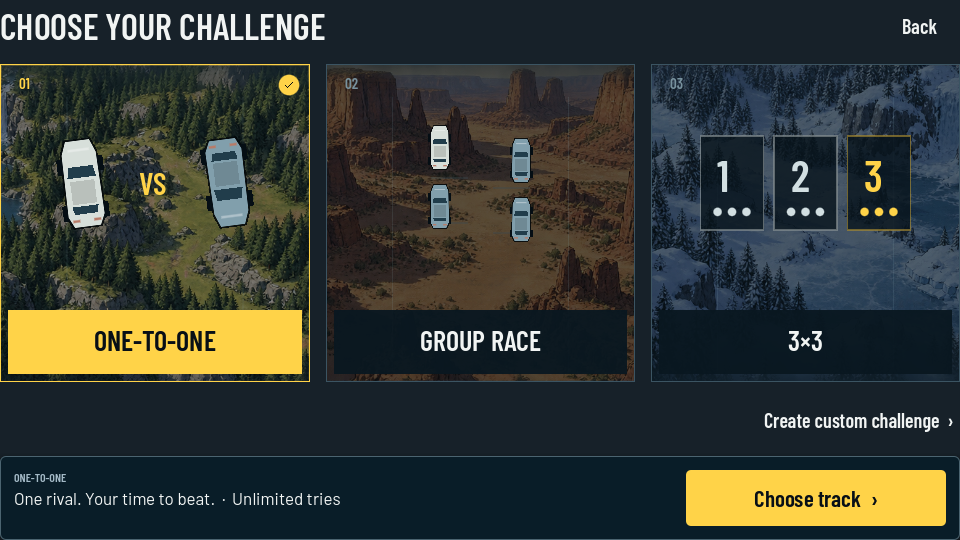 CHOOSE YOUR CHALLENGE
Back
01
VS
ONE-TO-ONE
02
GROUP RACE
03
1 2 3
3×3
Create custom challenge ›
ONE-TO-ONE
One rival. Your time to beat. · Unlimited tries
Choose track ›